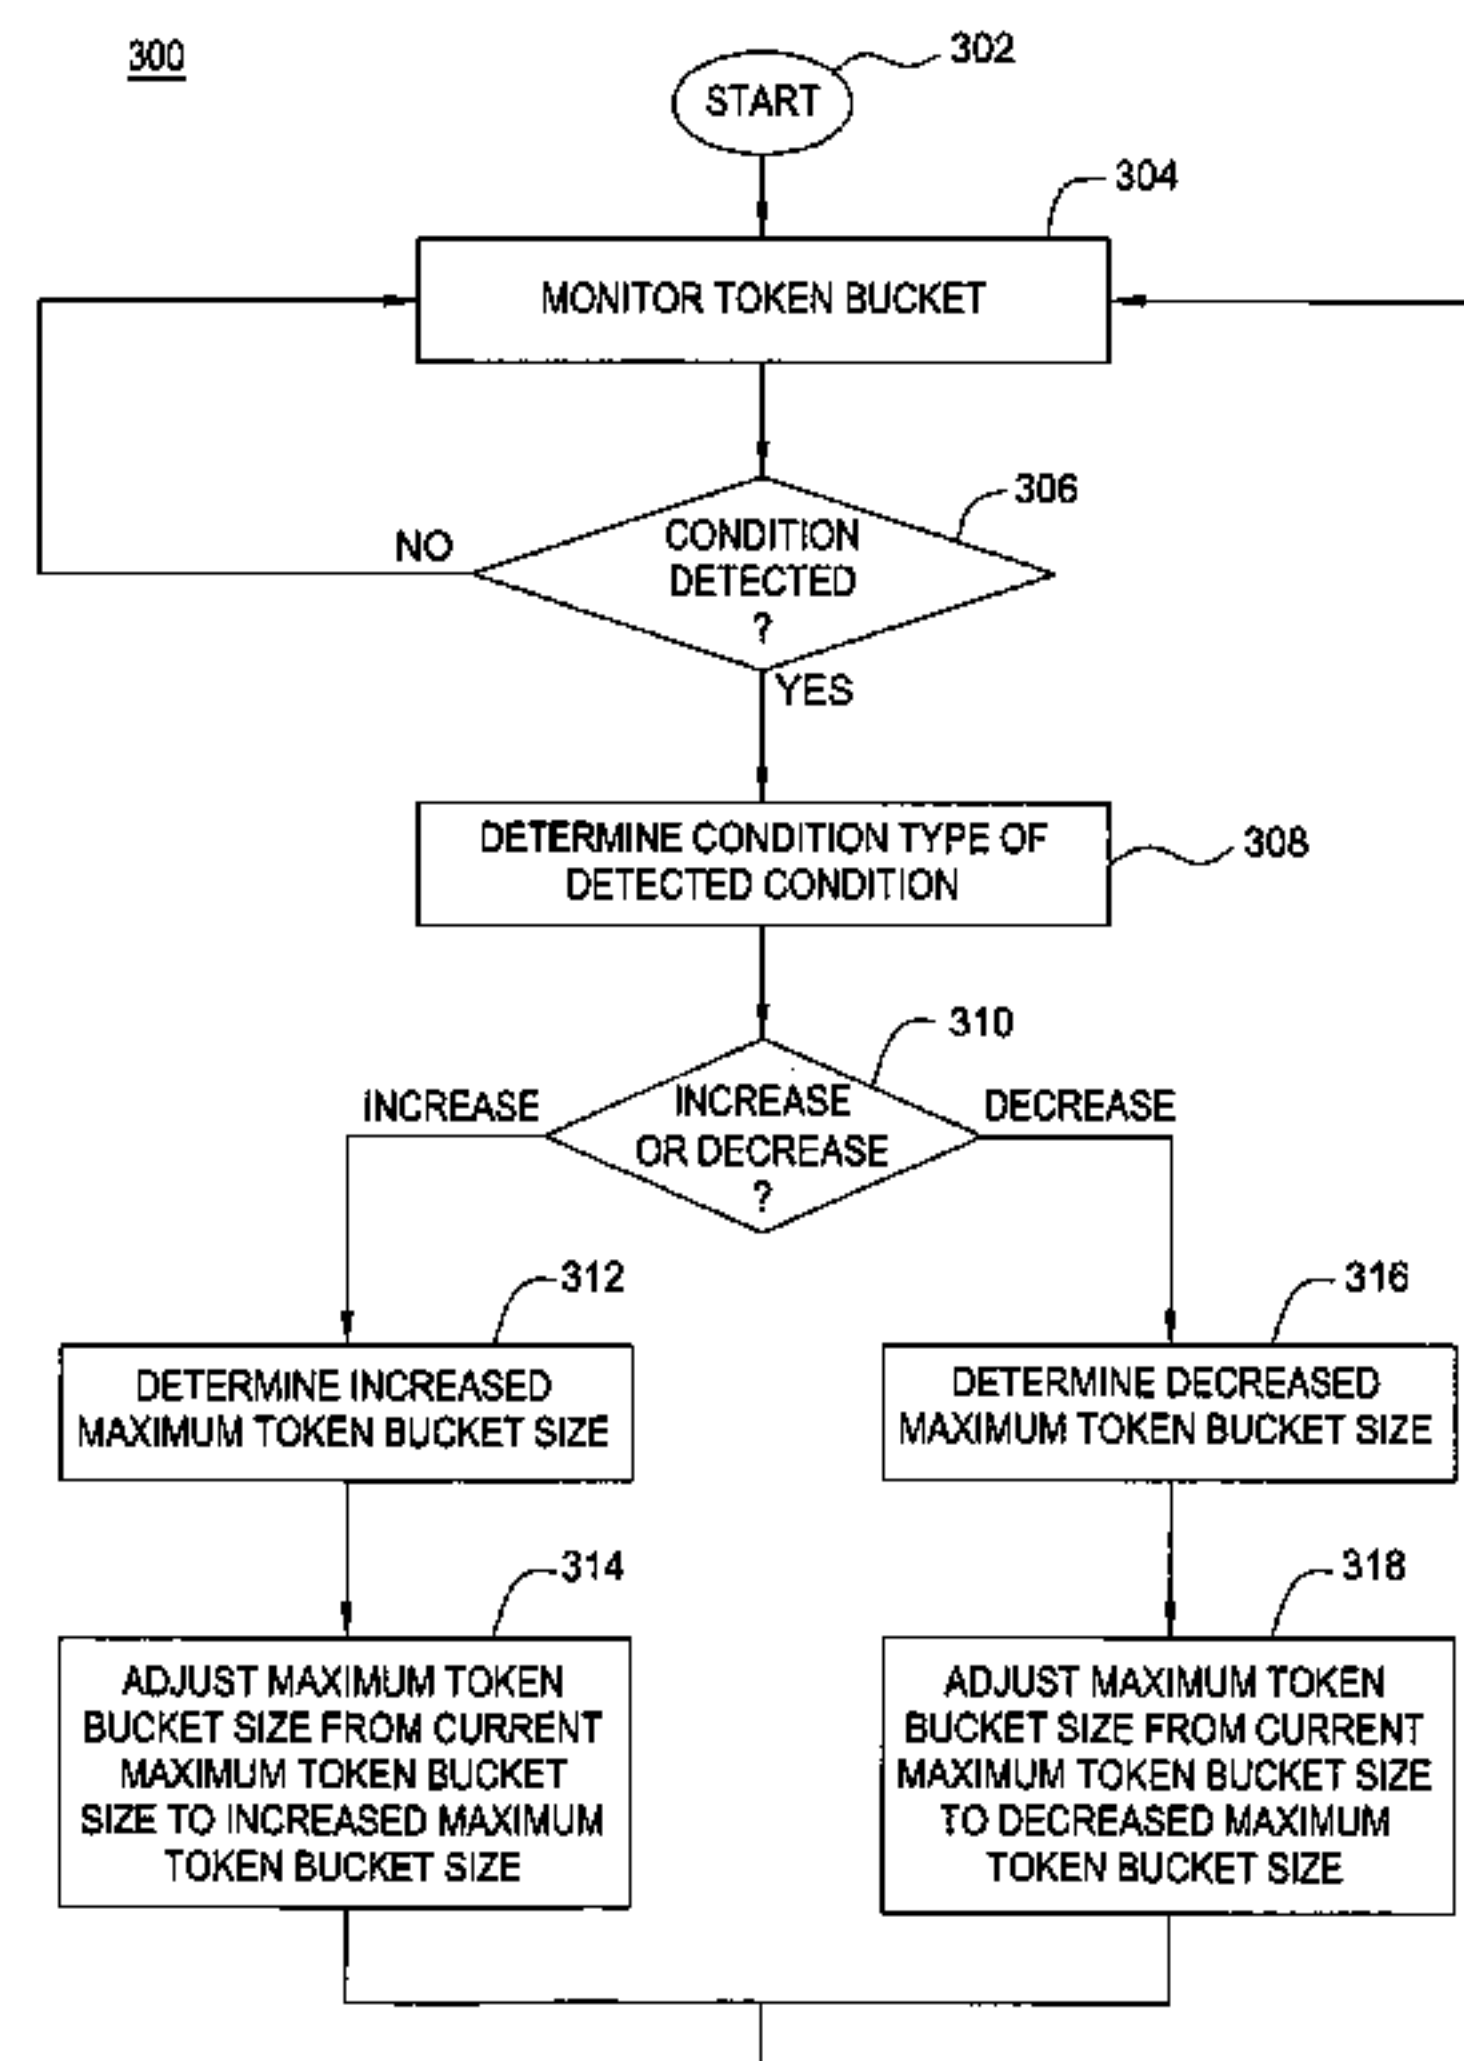 300
START
302
304
MONITOR TOKEN BUCKET
306
CONDITION
DETECTED
?
NO
YES
DETERMINE CONDITION TYPE OF
DETECTED CONDITION
308
310
INCREASE
INCREASE
OR DECREASE
?
DECREASE
312
DETERMINE INCREASED
MAXIMUM TOKEN BUCKET SIZE
316
DETERMINE DECREASED
MAXIMUM TOKEN BUCKET SIZE
314
ADJUST MAXIMUM TOKEN
BUCKET SIZE FROM CURRENT
MAXIMUM TOKEN BUCKET
SIZE TO INCREASED MAXIMUM
TOKEN BUCKET SIZE
318
ADJUST MAXIMUM TOKEN
BUCKET SIZE FROM CURRENT
MAXIMUM TOKEN BUCKET SIZE
TO DECREASED MAXIMUM
TOKEN BUCKET SIZE